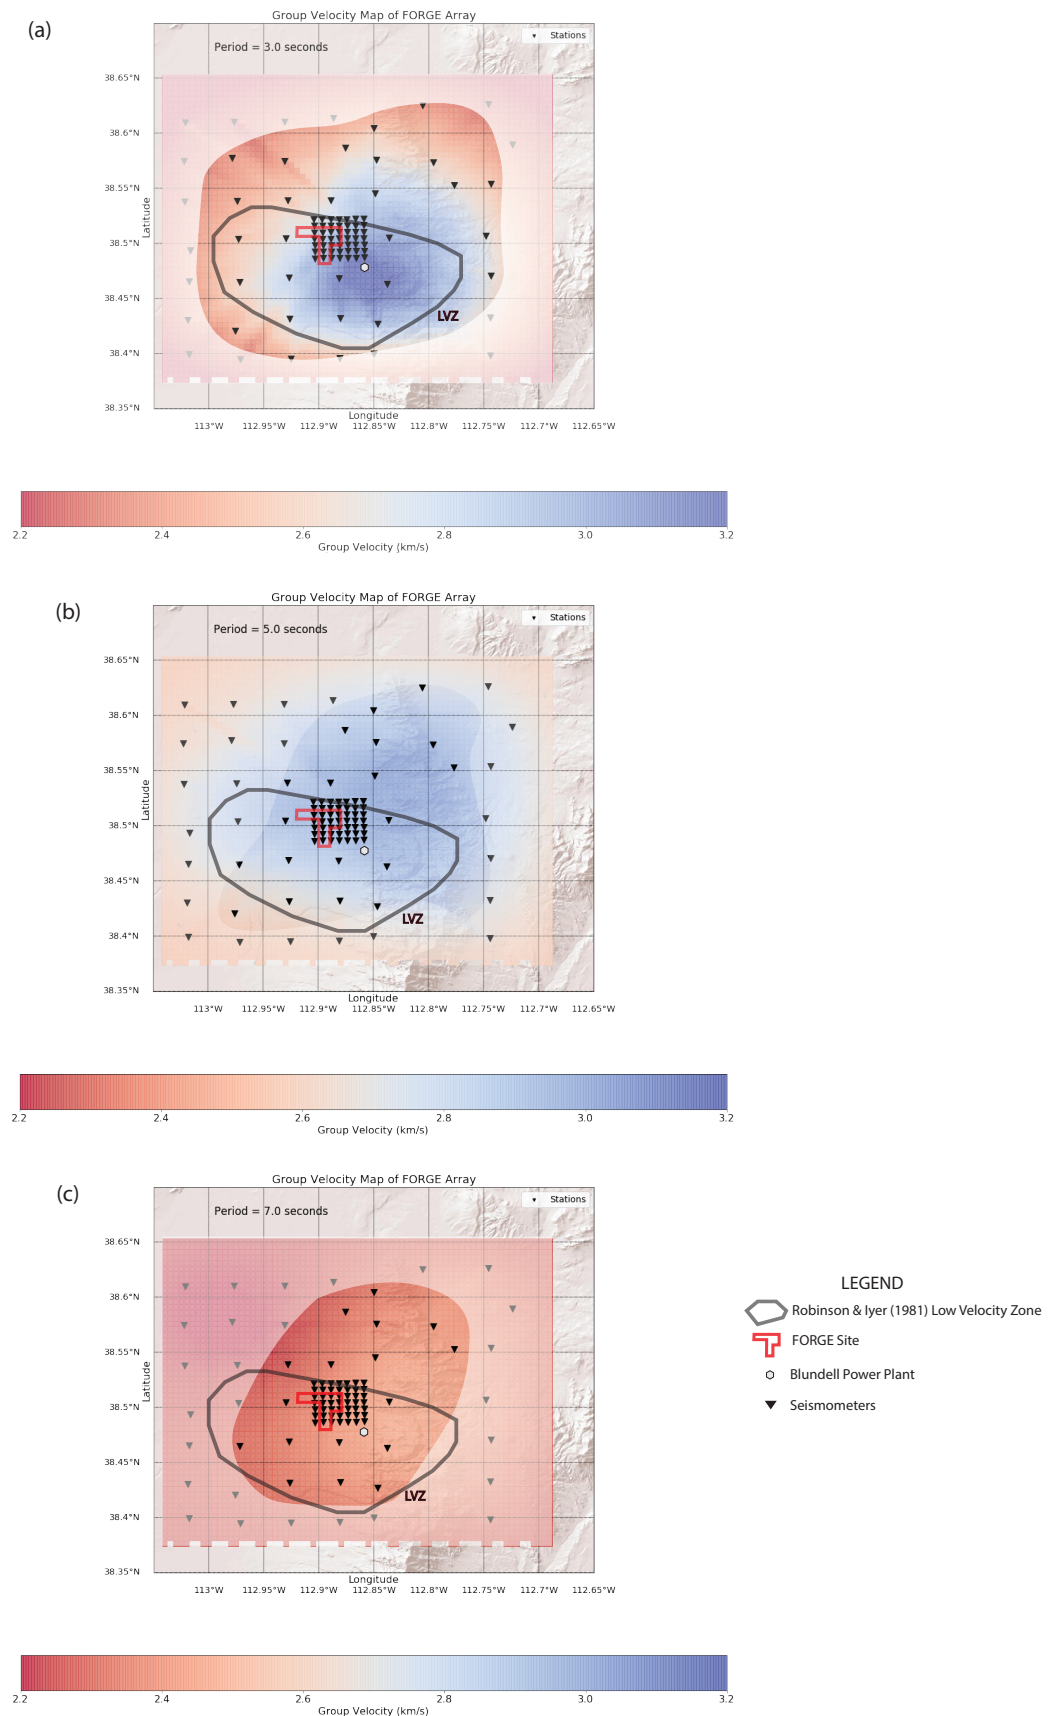 (a)
Group Velocity Map of FORGE Array
Period = 3.0 seconds
Stations
38.65°N
38.6°N
38.55°N
38.5°N
38.45°N
38.4°N
38.35°N
Latitude
LVZ
Longitude
113°W 112.95°W 112.9°W 112.85°W 112.8°W 112.75°W 112.7°W 112.65°W
2.2 2.4 2.6 2.8 3.0 3.2
Group Velocity (km/s)
(b)
Group Velocity Map of FORGE Array
Period = 5.0 seconds
Stations
38.65°N
38.6°N
38.55°N
38.5°N
38.45°N
38.4°N
38.35°N
Latitude
LVZ
Longitude
113°W 112.95°W 112.9°W 112.85°W 112.8°W 112.75°W 112.7°W 112.65°W
2.2 2.4 2.6 2.8 3.0 3.2
Group Velocity (km/s)
(c)
Group Velocity Map of FORGE Array
Period = 7.0 seconds
Stations
38.65°N
38.6°N
38.55°N
38.5°N
38.45°N
38.4°N
38.35°N
Latitude
LVZ
Longitude
113°W 112.95°W 112.9°W 112.85°W 112.8°W 112.75°W 112.7°W 112.65°W
LEGEND
Robinson & Iyer (1981) Low Velocity Zone
FORGE Site
Blundell Power Plant
Seismometers
2.2 2.4 2.6 2.8 3.0 3.2
Group Velocity (km/s)